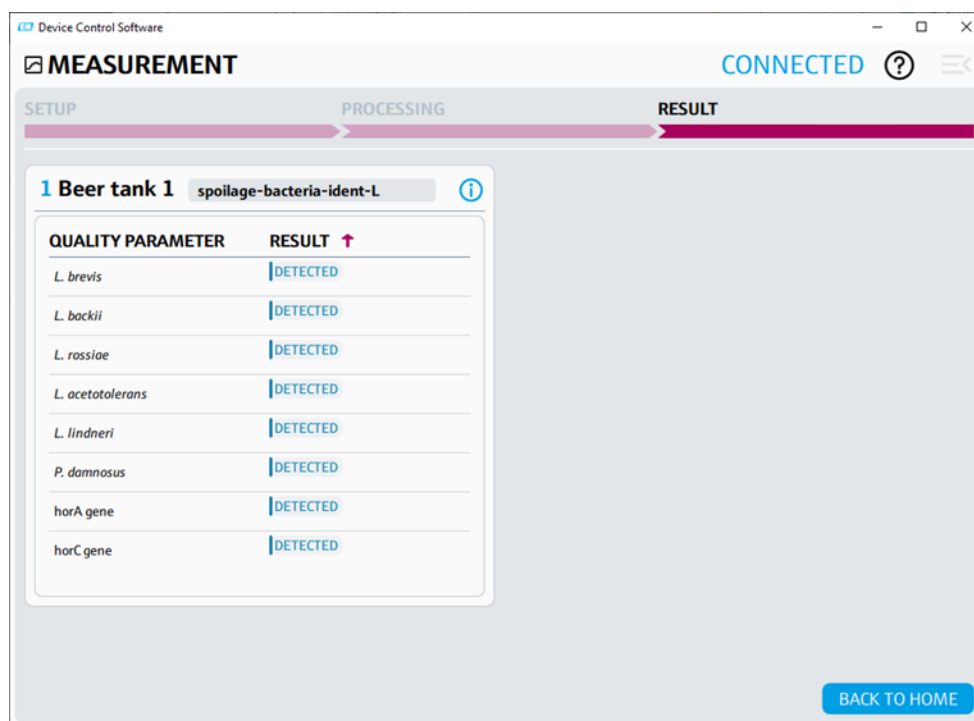 Device Control Software
MEASUREMENT
CONNECTED
SETUP
PROCESSING
RESULT
1 Beer tank 1 spoilage-bacteria-ident-L
QUALITY PARAMETER RESULT
L. brevis DETECTED
L. backii DETECTED
L. rossiae DETECTED
L. acetotolerans DETECTED
L. lindneri DETECTED
P. damnosus DETECTED
horA gene DETECTED
horC gene DETECTED
BACK TO HOME